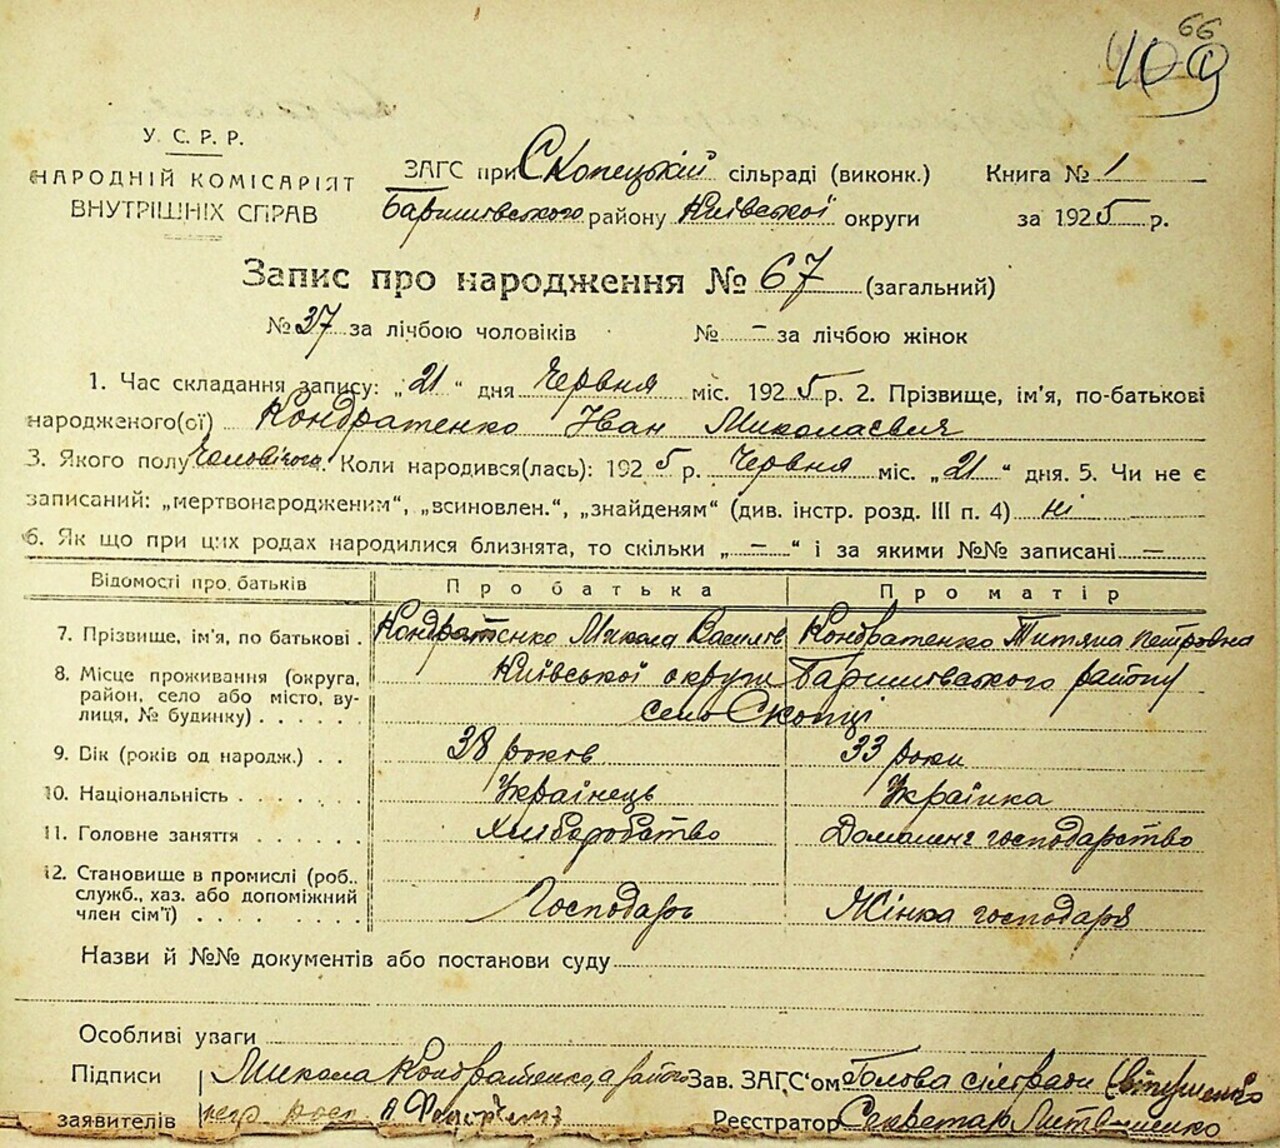 66
У. С. Р. Р.
НАРОДНІЙ КОМІСАРІЯТ
ВНУТРІШНІХ СПРАВ
ЗАГС при Скопецькій сільраді (виконк.) Книга № 1
Баришівського району Київської округи за 1925 р.
Запис про народження № 67 (загальний)
№ 37 за лічбою чоловіків № – за лічбою жінок
1. Час складання запису: „21“ дня Червня міс. 1925 р. 2. Прізвище, ім'я, по-батькові
народженого(ої) Кондратенко Іван Миколаєвич
3. Якого полу Чоловічого. Коли народився(лась): 1925 р. Червня міс. „21“ дня. 5. Чи не є
записаний: „мертвонародженим“, „всиновлен.“, „знайденям“ (див. інстр. розд. III п. 4) ні
6. Як що при цих родах народилися близнята, то скільки „–“ і за якими №№ записані –
Відомості про батьків Про батька Про матір
7. Прізвище, ім'я, по батькові . Кондратенко Микола Василів Кондратенко Титяна Петровна
8. Місце проживання (округа, район, село або місто, вулиця, № будинку) . . . . . Київської округи Баришівського району
село Скопці
9. Вік (років од народж.) . . 38 років 33 роки
10. Національність . . . . . . . Українець Українка
11. Головне заняття . . . . . . Хліборобство Домашнє господарство
12. Становище в промислі (роб., служб., хаз. або допоміжний член сім'ї) . . . . . . . Господарь Жінка господаря
Назви й №№ документів або постанови суду
Особливі уваги
Підписи Микола Кондратенко, а Зав. ЗАГС'ом Голова сільради
заявителів Реєстратор Секретар Литвиненко